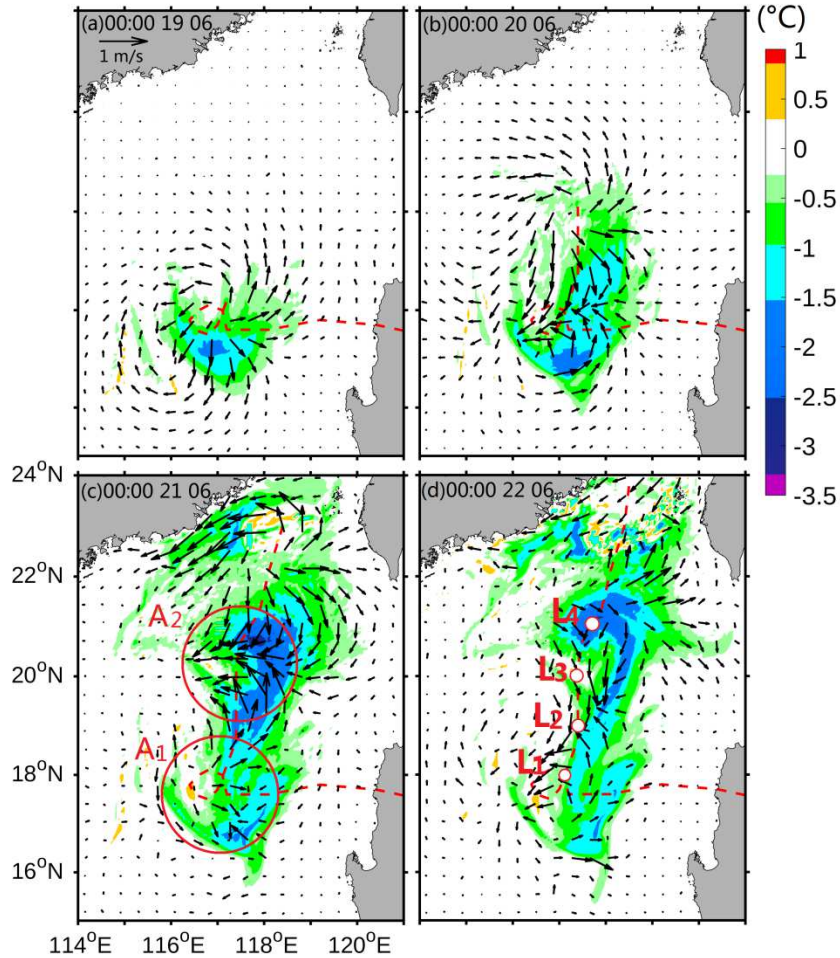 (°C)
(a)00:00 19 06
1 m/s
(b)00:00 20 06
1
0.5
0
-0.5
-1
-1.5
-2
-2.5
-3
-3.5
24°N
22°N
20°N
18°N
16°N
(c)00:00 21 06
A2
A1
(d)00:00 22 06
L4
L3
L2
L1
114°E 116°E 118°E 120°E